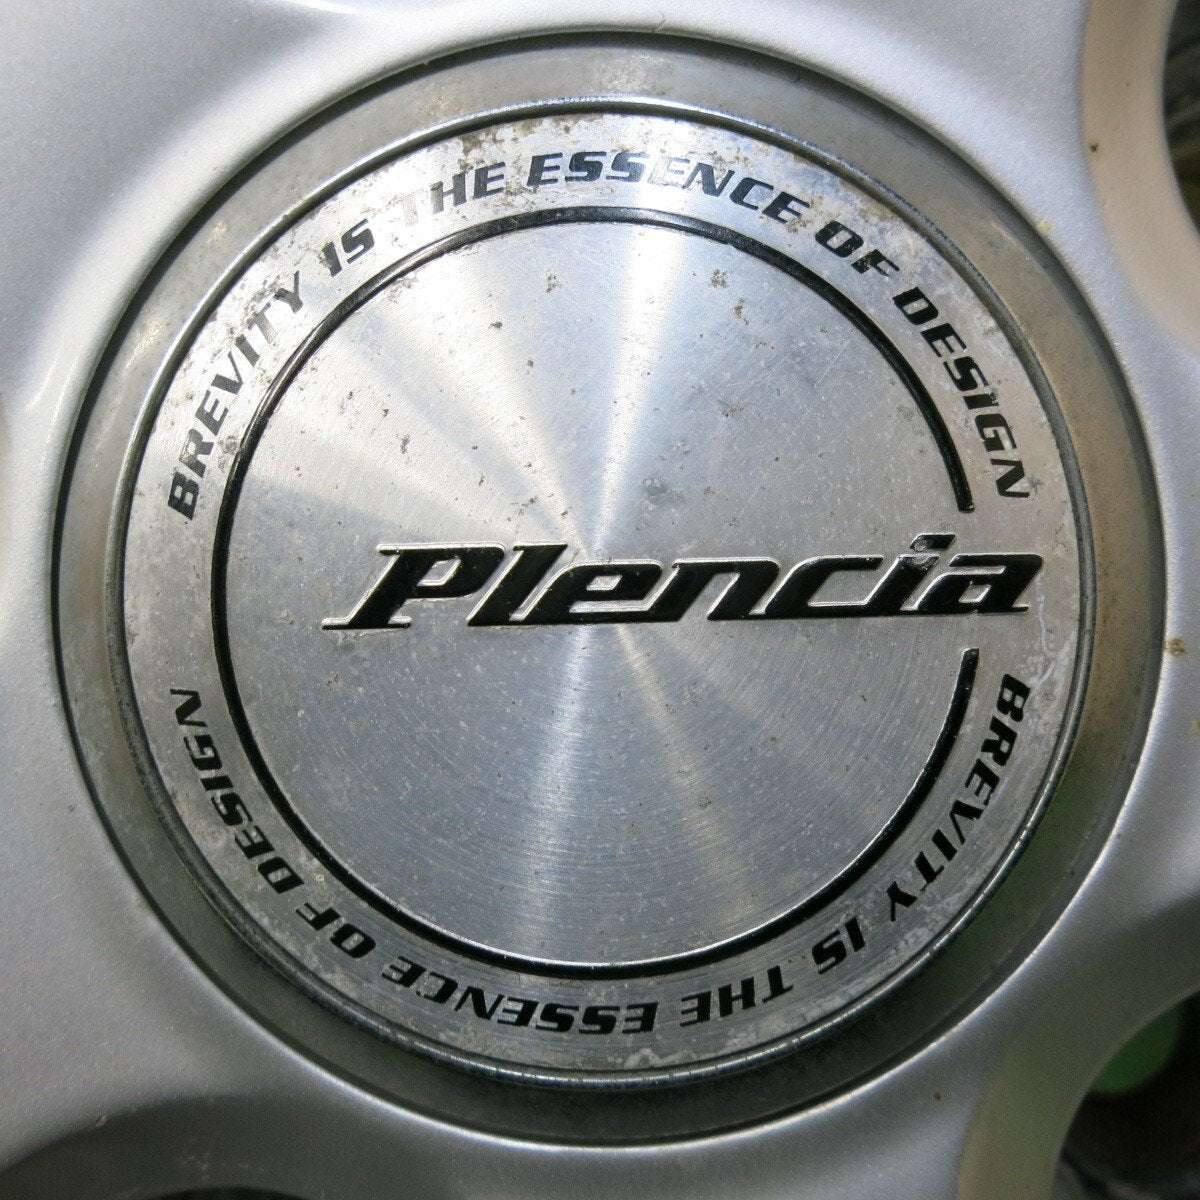 BREVITY IS THE ESSENCE OF DESIGN
Plencia
BREVITY IS THE ESSENCE OF DESIGN